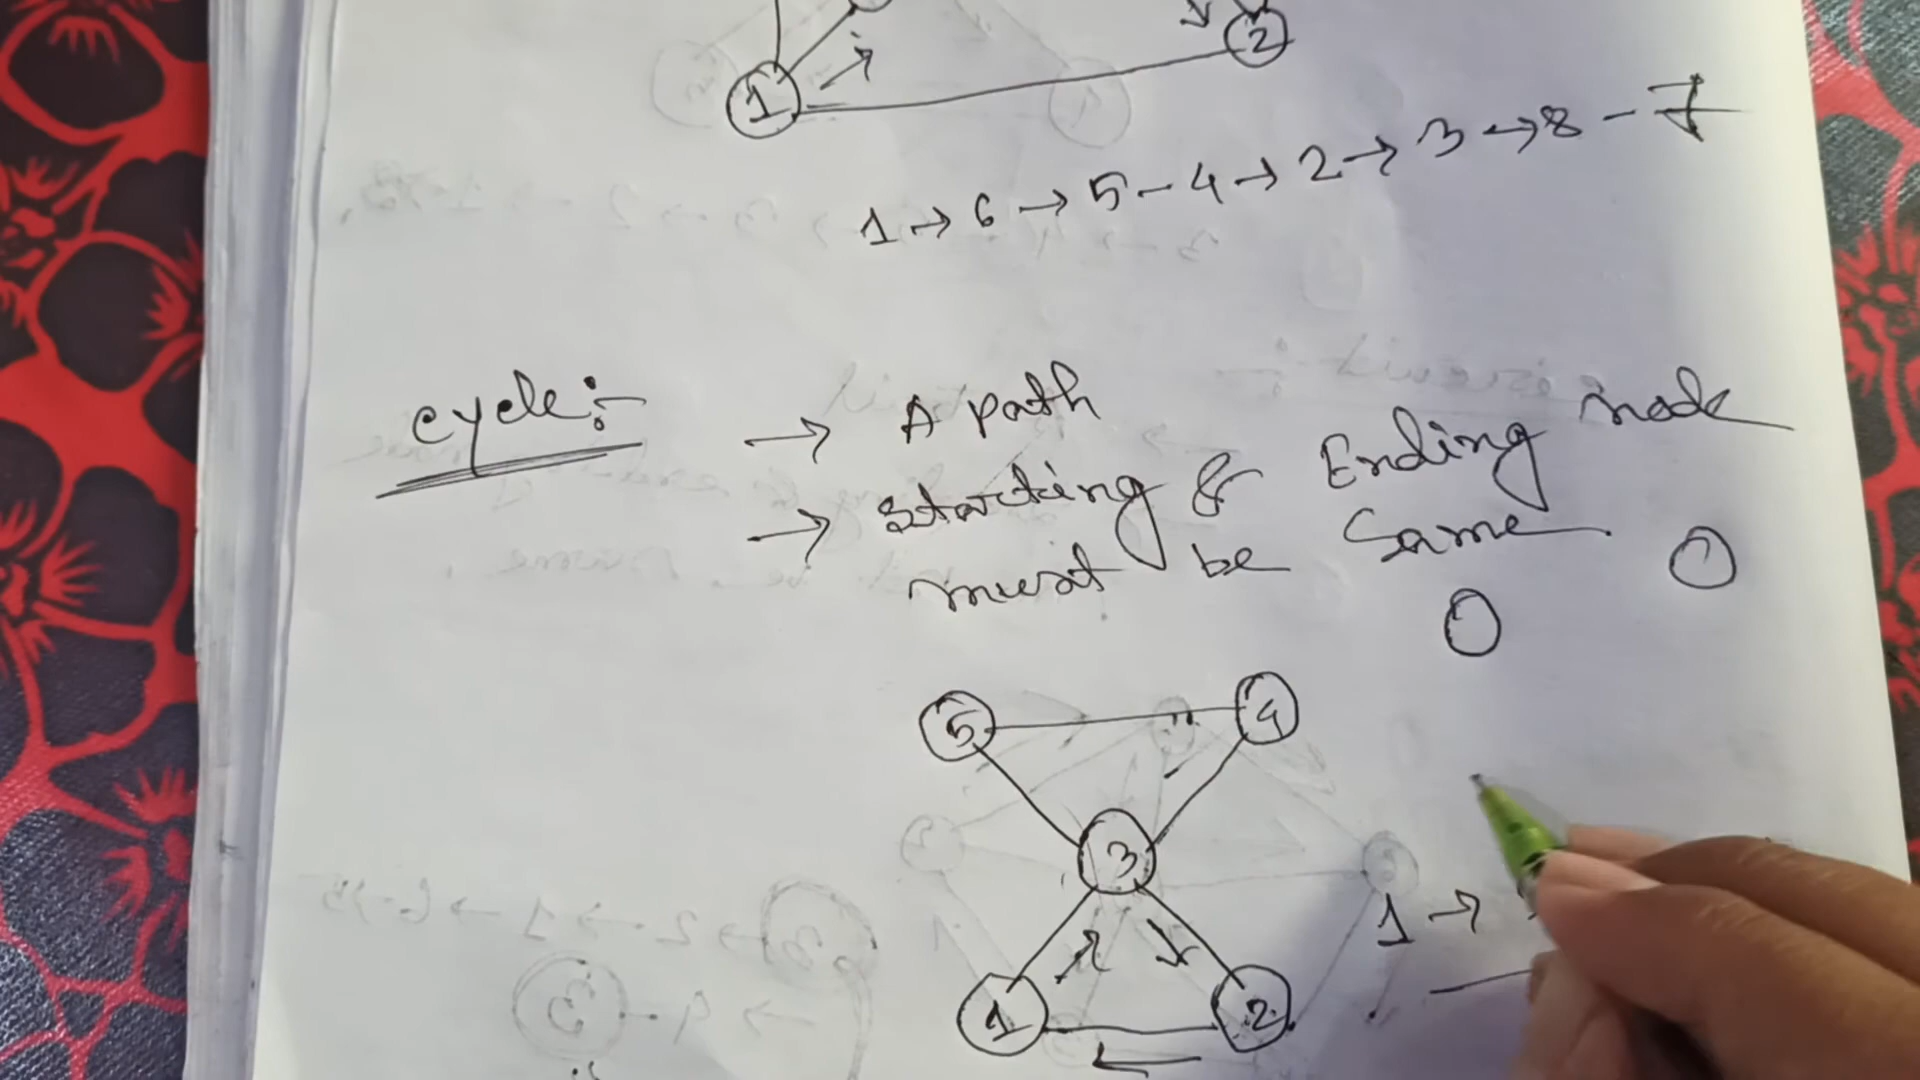 1 2
1 → 6 → 5 - 4 → 2 → 3 → 8 - 7
cycle:-
→ A path
→ starting & Ending node
must be same.
5 4
3
1 →
1 2